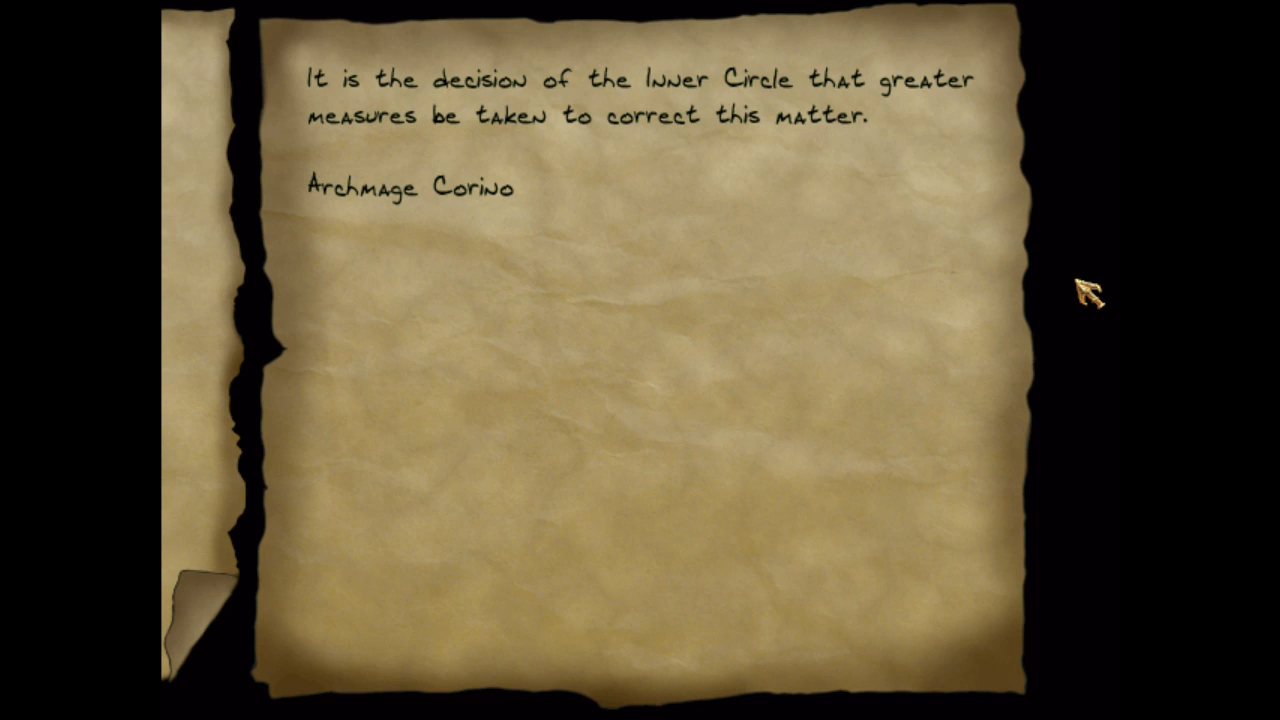 It is the decision of the Inner Circle that greater
measures be taken to correct this matter.
Archmage Corino